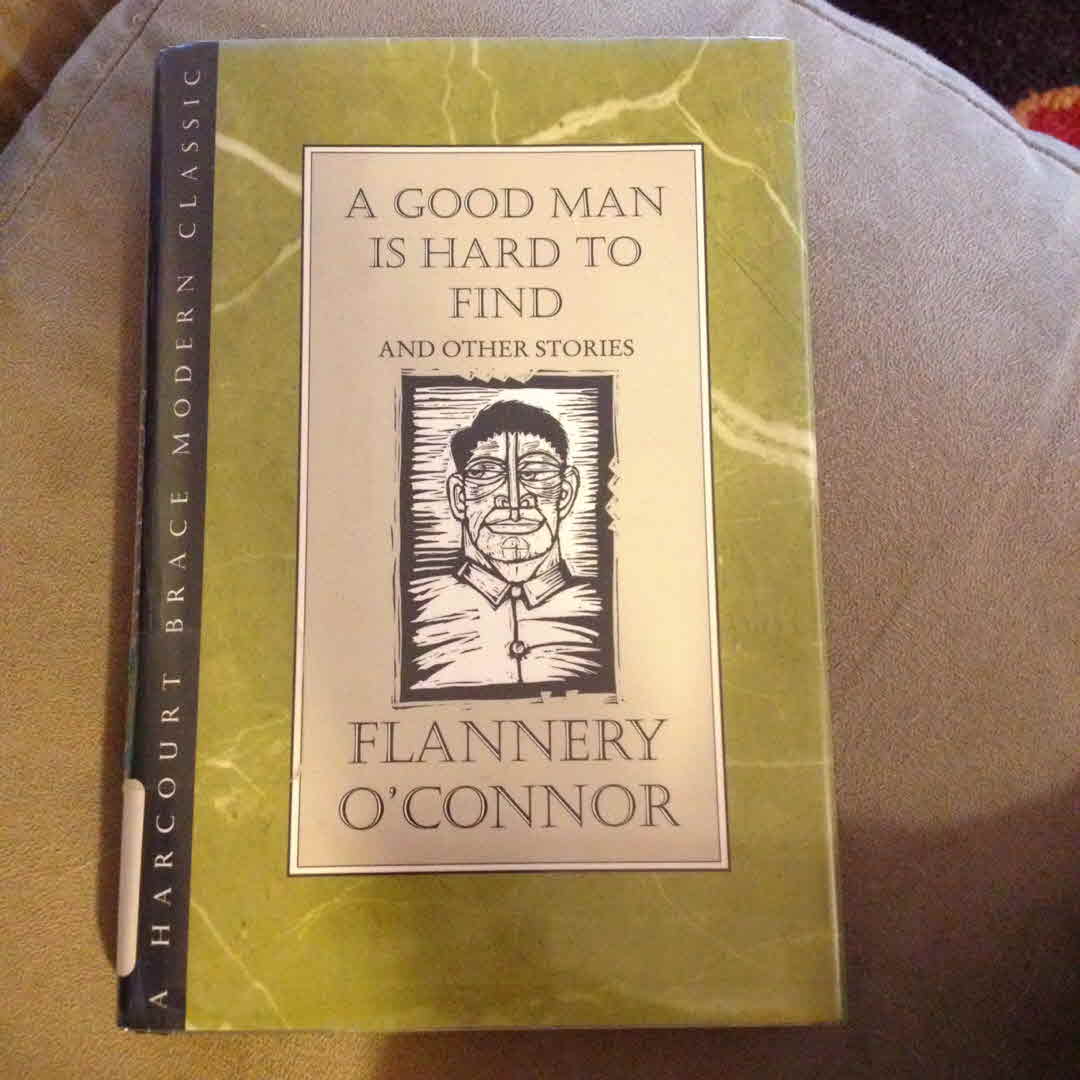 A HARCOURT BRACE MODERN CLASSIC
A GOOD MAN
IS HARD TO
FIND
AND OTHER STORIES
FLANNERY
O'CONNOR